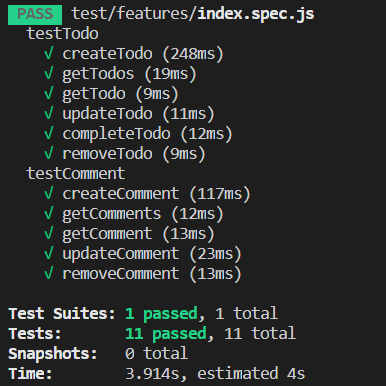 PASS test/features/index.spec.js
testTodo
√ createTodo (248ms)
√ getTodos (19ms)
√ getTodo (9ms)
√ updateTodo (11ms)
√ completeTodo (12ms)
√ removeTodo (9ms)
testComment
√ createComment (117ms)
√ getComments (12ms)
√ getComment (13ms)
√ updateComment (23ms)
√ removeComment (13ms)
Test Suites: 1 passed, 1 total
Tests: 11 passed, 11 total
Snapshots: 0 total
Time: 3.914s, estimated 4s